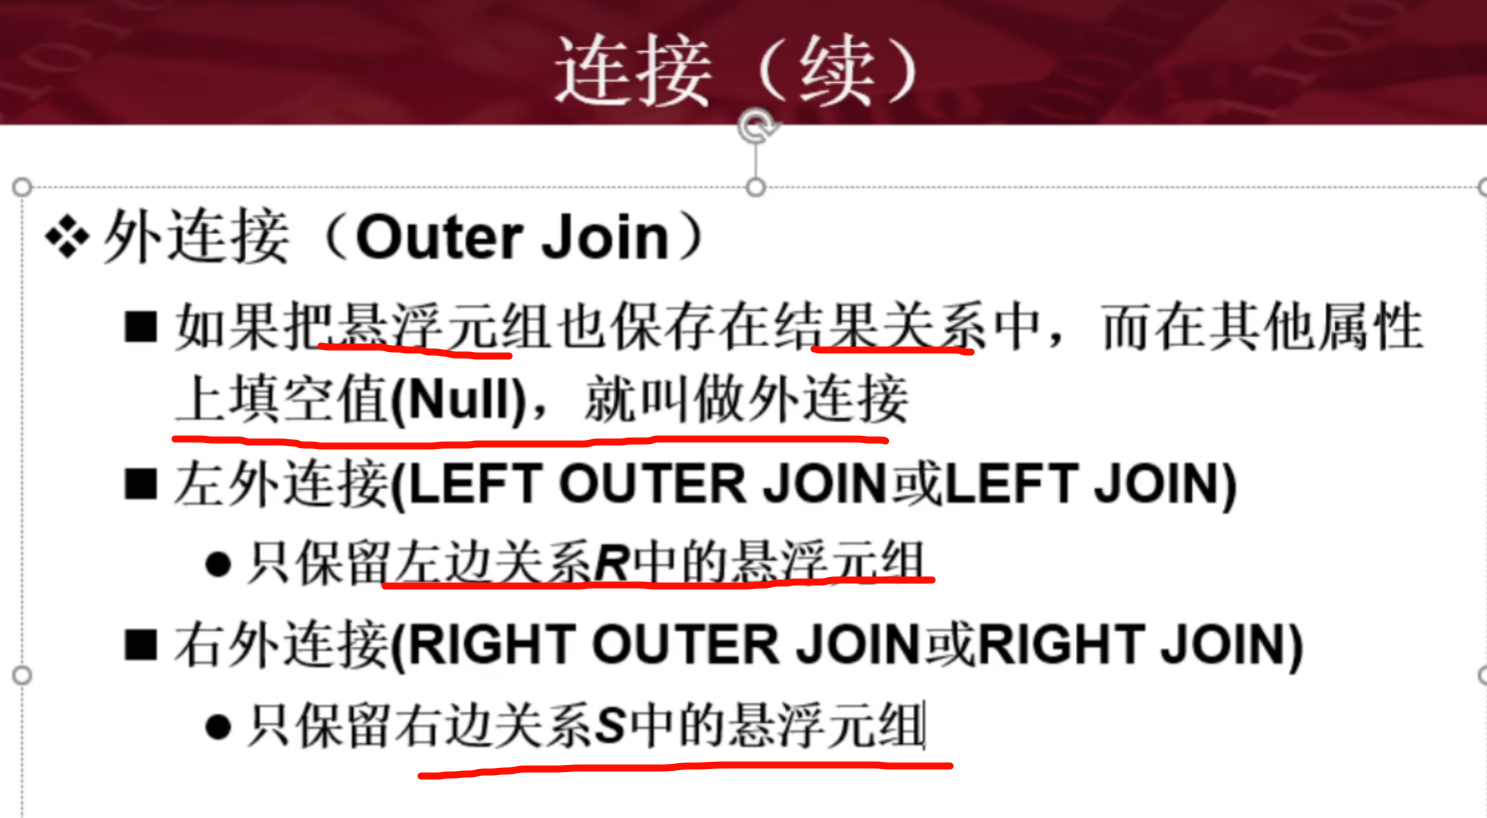 连接（续）
外连接（Outer Join）
如果把悬浮元组也保存在结果关系中，而在其他属性
上填空值(Null)，就叫做外连接
左外连接(LEFT OUTER JOIN或LEFT JOIN)
只保留左边关系R中的悬浮元组
右外连接(RIGHT OUTER JOIN或RIGHT JOIN)
只保留右边关系S中的悬浮元组